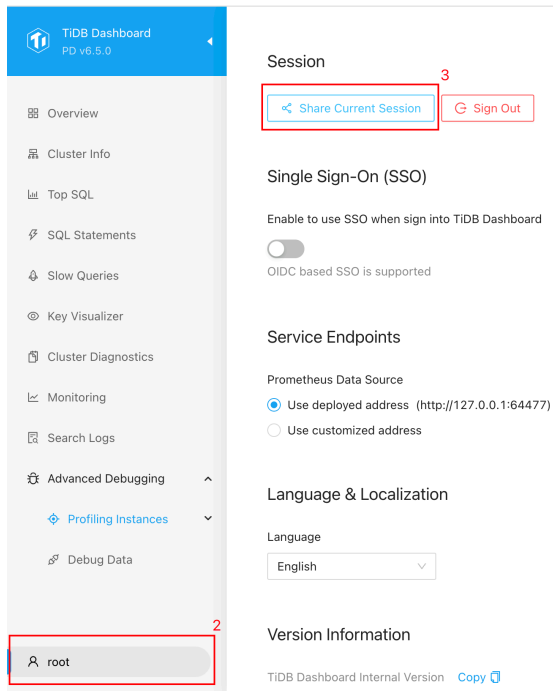 TiDB Dashboard
PD v6.5.0
Overview
Cluster Info
Top SQL
SQL Statements
Slow Queries
Key Visualizer
Cluster Diagnostics
Monitoring
Search Logs
Advanced Debugging
Profiling Instances
Debug Data
2
root
Session
3
Share Current Session
Sign Out
Single Sign-On (SSO)
Enable to use SSO when sign into TiDB Dashboard
OIDC based SSO is supported
Service Endpoints
Prometheus Data Source
Use deployed address (http://127.0.0.1:64477)
Use customized address
Language & Localization
Language
English
Version Information
TiDB Dashboard Internal Version Copy